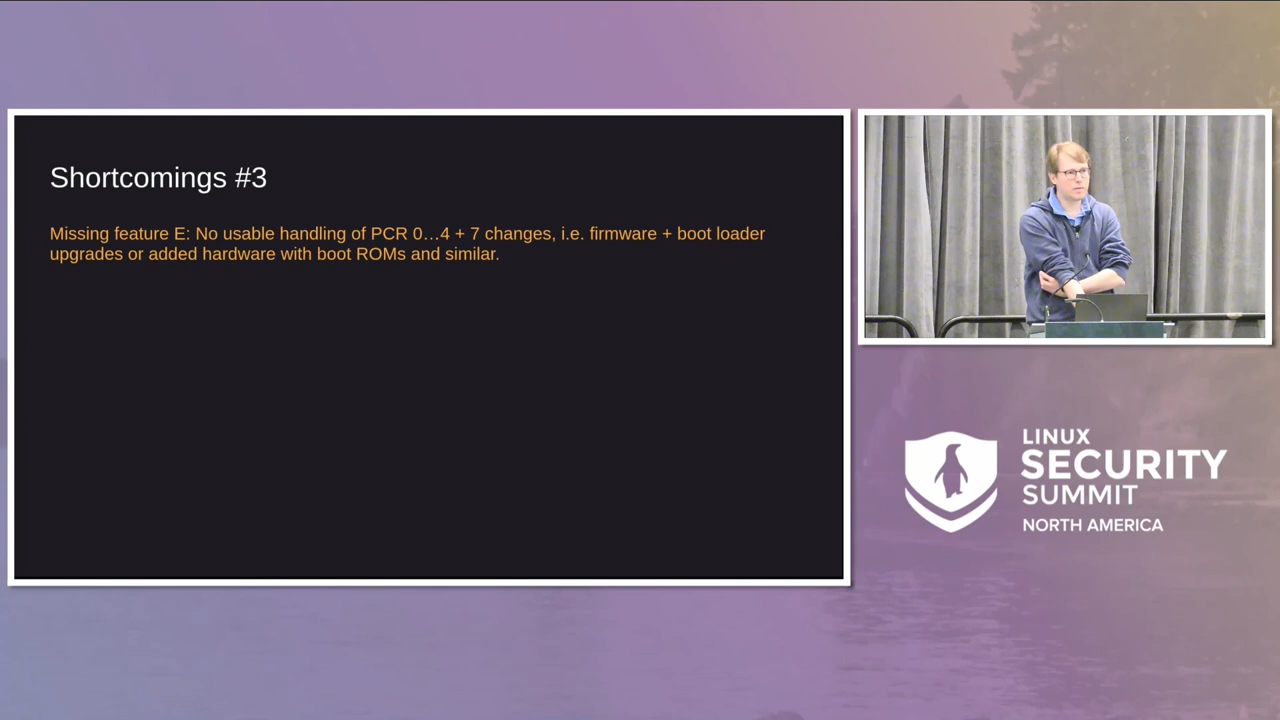 Shortcomings #3
Missing feature E: No usable handling of PCR 0…4 + 7 changes, i.e. firmware + boot loader
upgrades or added hardware with boot ROMs and similar.
LINUX
SECURITY
SUMMIT
NORTH AMERICA